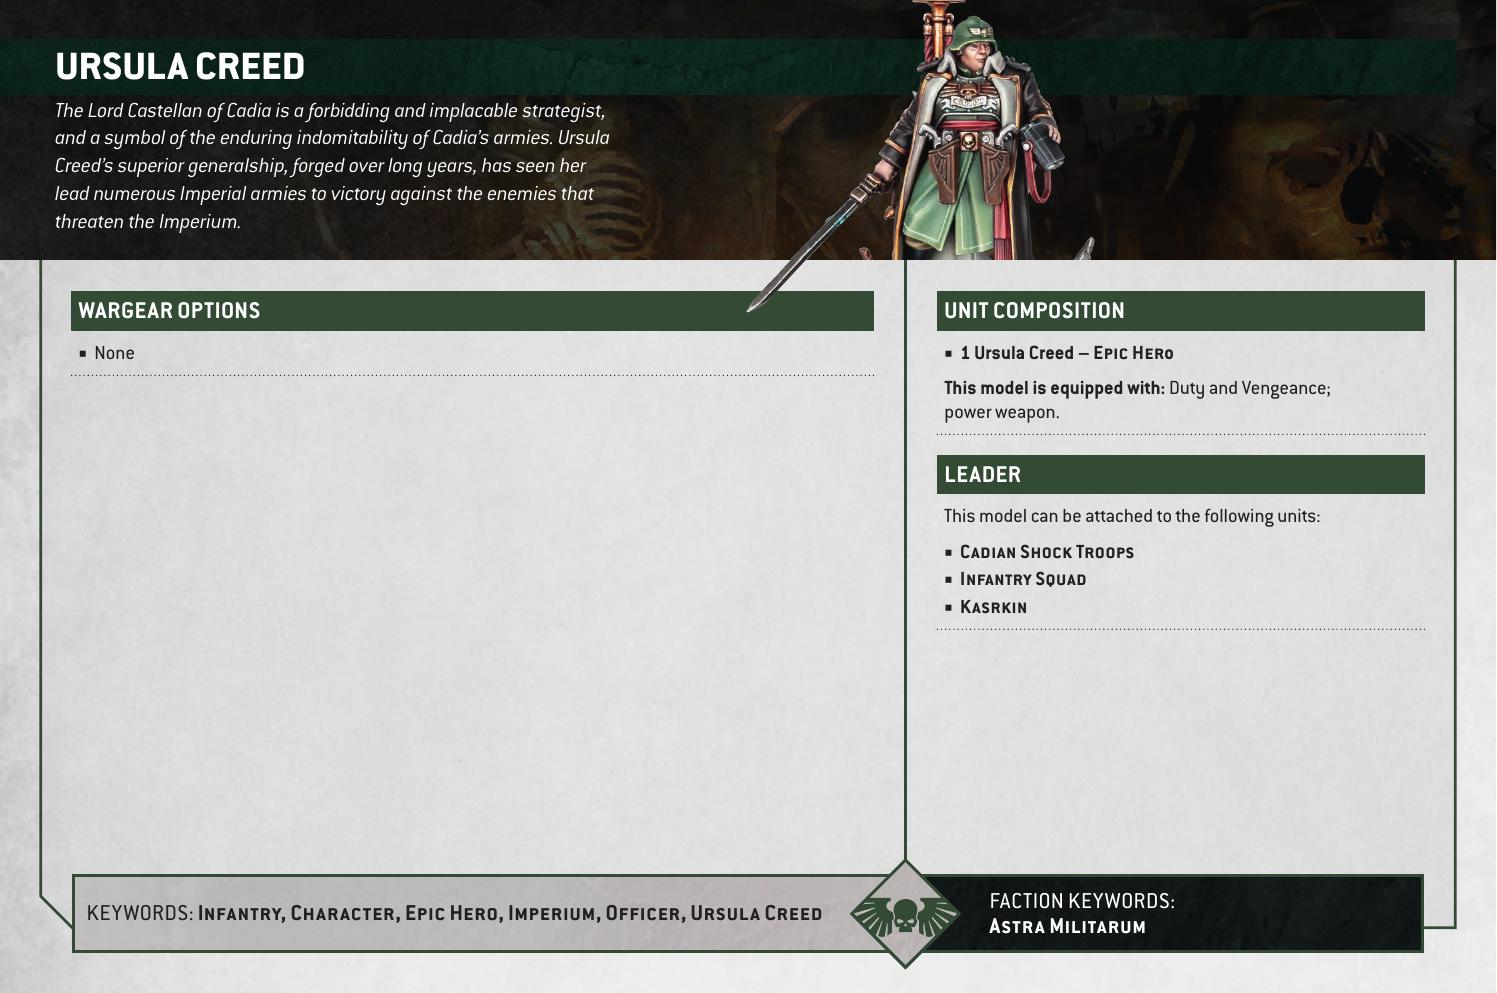 URSULA CREED
The Lord Castellan of Cadia is a forbidding and implacable strategist,
and a symbol of the enduring indomitability of Cadia's armies. Ursula
Creed's superior generalship, forged over long years, has seen her
lead numerous Imperial armies to victory against the enemies that
threaten the Imperium.
WARGEAR OPTIONS
▪ None
UNIT COMPOSITION
▪ 1 Ursula Creed – Epic Hero
This model is equipped with: Duty and Vengeance;
power weapon.
LEADER
This model can be attached to the following units:
▪ Cadian Shock Troops
▪ Infantry Squad
▪ Kasrkin
KEYWORDS: Infantry, Character, Epic Hero, Imperium, Officer, Ursula Creed
FACTION KEYWORDS:
Astra Militarum